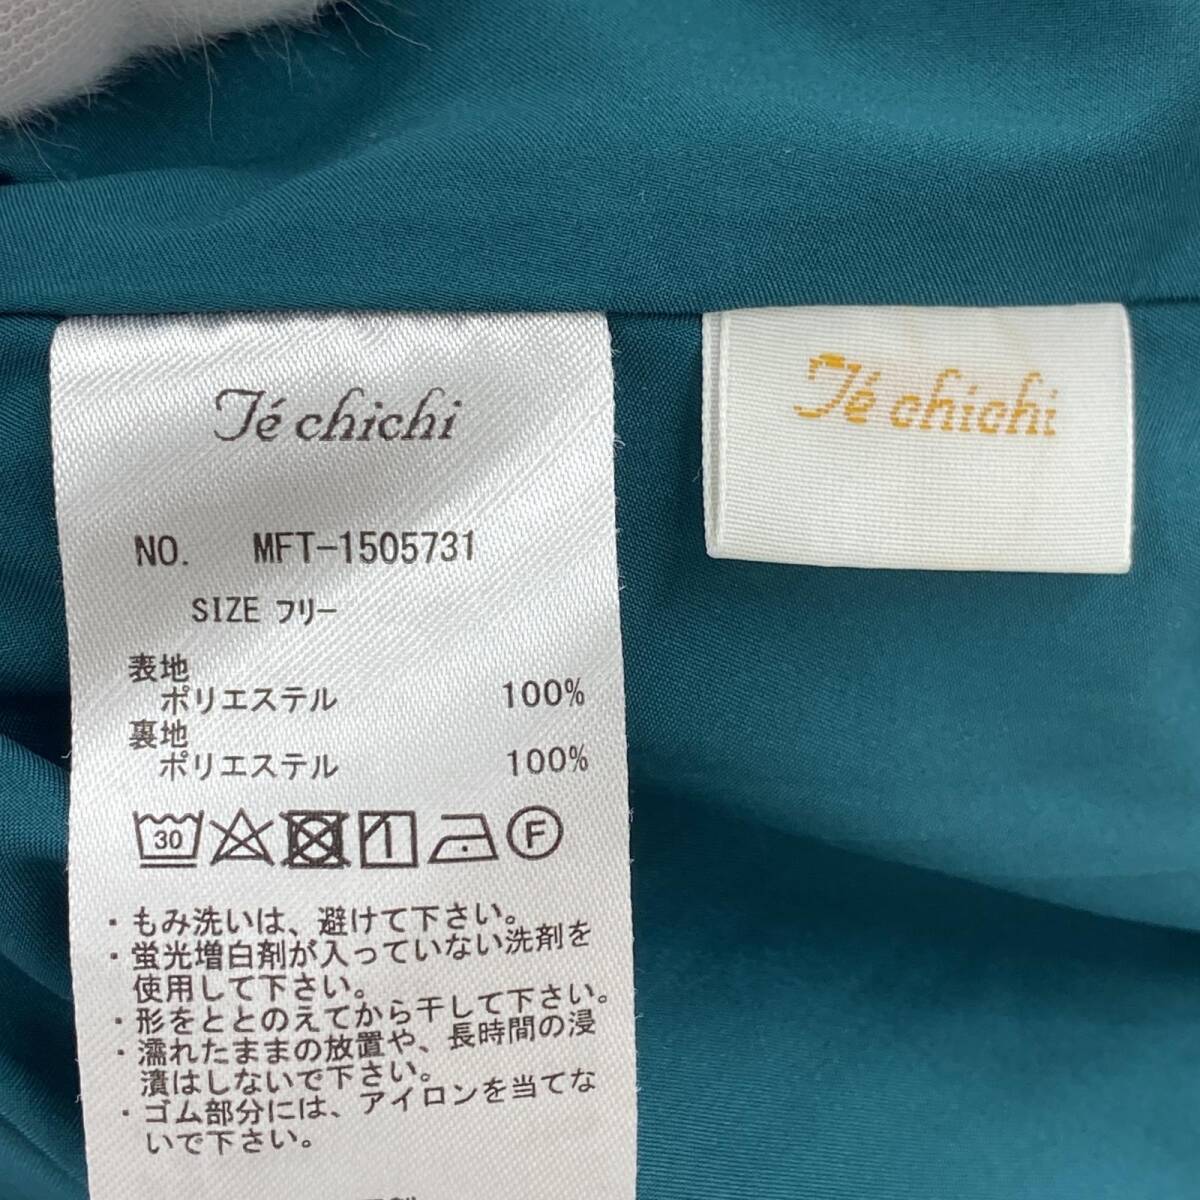 Té chichi
NO. MFT-1505731
SIZE フリー
表地
ポリエステル 100%
裏地
ポリエステル 100%
30
F
・もみ洗いは、避けて下さい。
・蛍光増白剤が入っていない洗剤を
使用して下さい。
・形をととのえてから干して下さい。
・濡れたままの放置や、長時間の浸
漬はしないで下さい。
・ゴム部分には、アイロンを当てな
いで下さい。
Té chichi